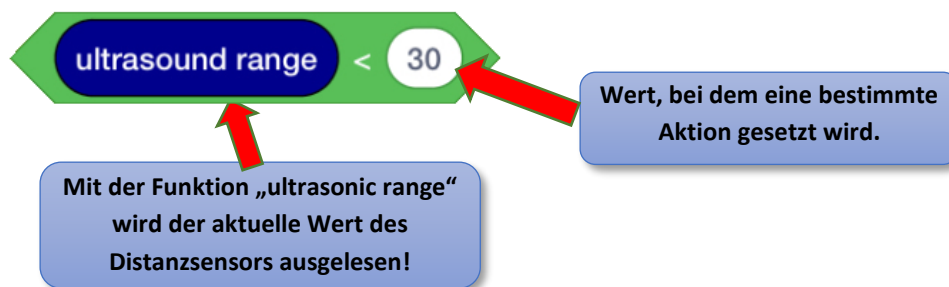 ultrasound range < 30
Wert, bei dem eine bestimmte
Aktion gesetzt wird.
Mit der Funktion „ultrasonic range“
wird der aktuelle Wert des
Distanzsensors ausgelesen!